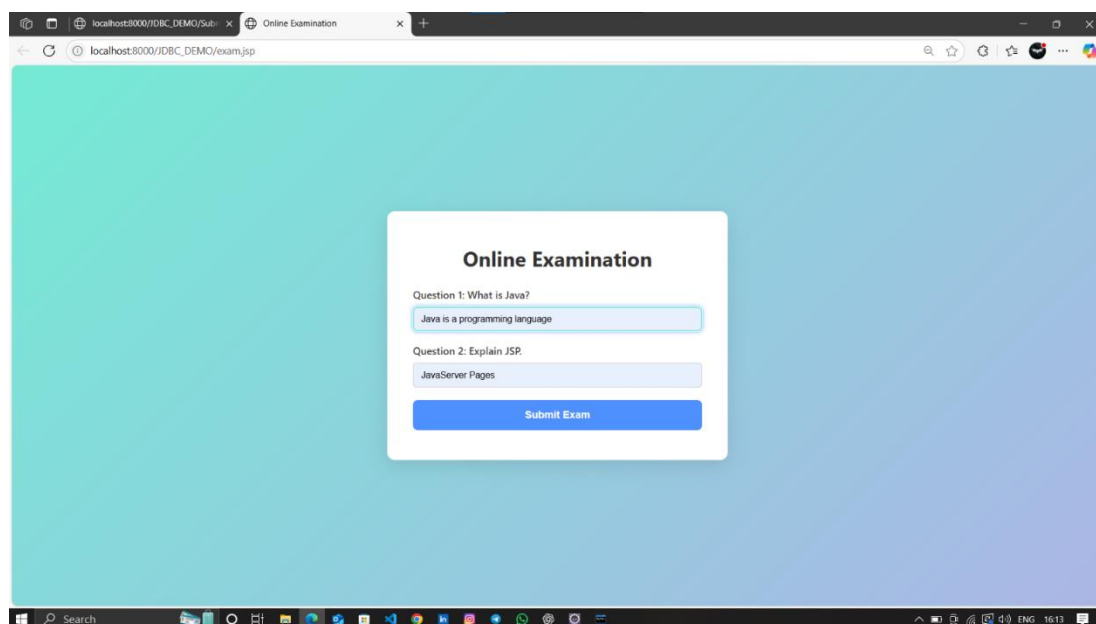 localhost:8000/JDBC_DEMO/Sub
Online Examination
localhost:8000/JDBC_DEMO/exam.jsp
Online Examination
Question 1: What is Java?
Java is a programming language
Question 2: Explain JSP.
JavaServer Pages
Submit Exam
Search
ENG 16:13